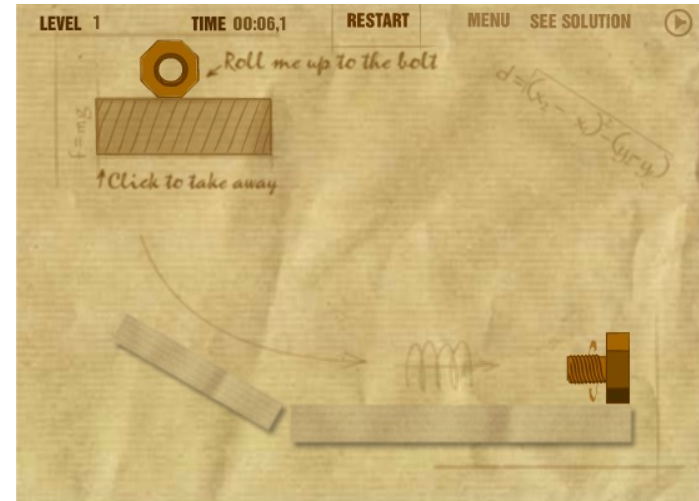 LEVEL 1 TIME 00:06,1 RESTART MENU SEE SOLUTION
Roll me up to the bolt
f=mg
↑Click to take away